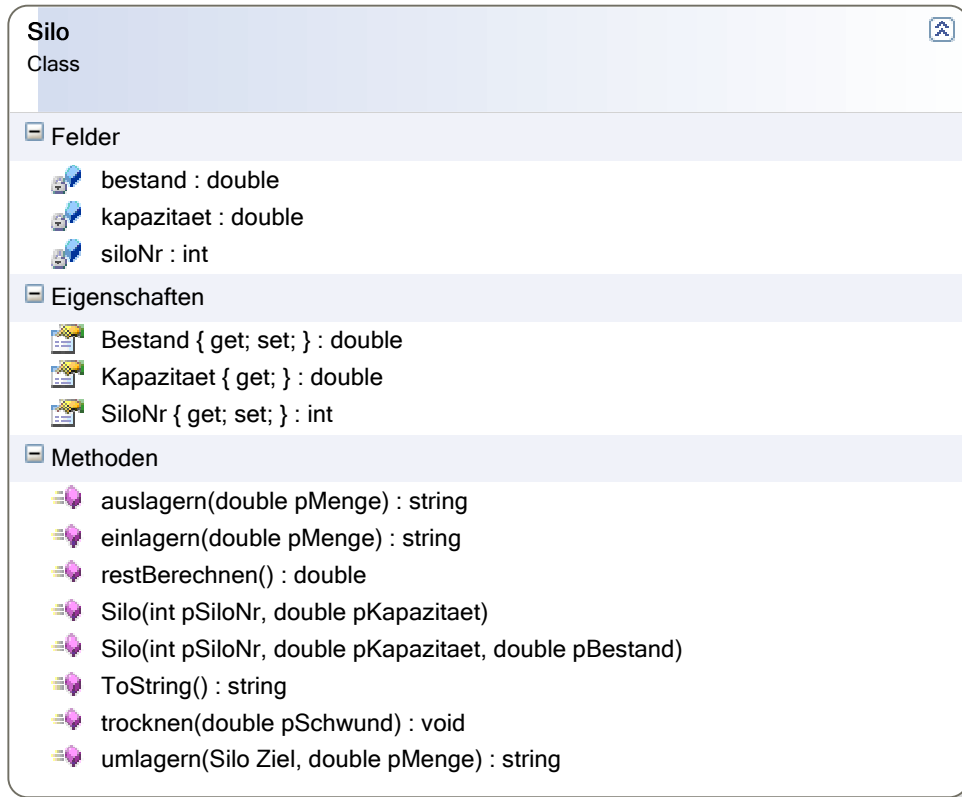 Silo
Class
Felder
bestand : double
kapazitaet : double
siloNr : int
Eigenschaften
Bestand { get; set; } : double
Kapazitaet { get; } : double
SiloNr { get; set; } : int
Methoden
auslagern(double pMenge) : string
einlagern(double pMenge) : string
restBerechnen() : double
Silo(int pSiloNr, double pKapazitaet)
Silo(int pSiloNr, double pKapazitaet, double pBestand)
ToString() : string
trocknen(double pSchwund) : void
umlagern(Silo Ziel, double pMenge) : string